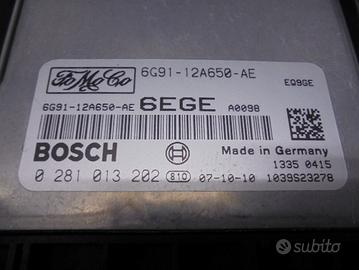 FoMoCo 6G91-12A650-AE EQ9GE
6G91-12A650-AE 6EGE A0098
BOSCH Made in Germany
1335 0415
0 281 013 202 810 07-10-10 1039S23278
subito